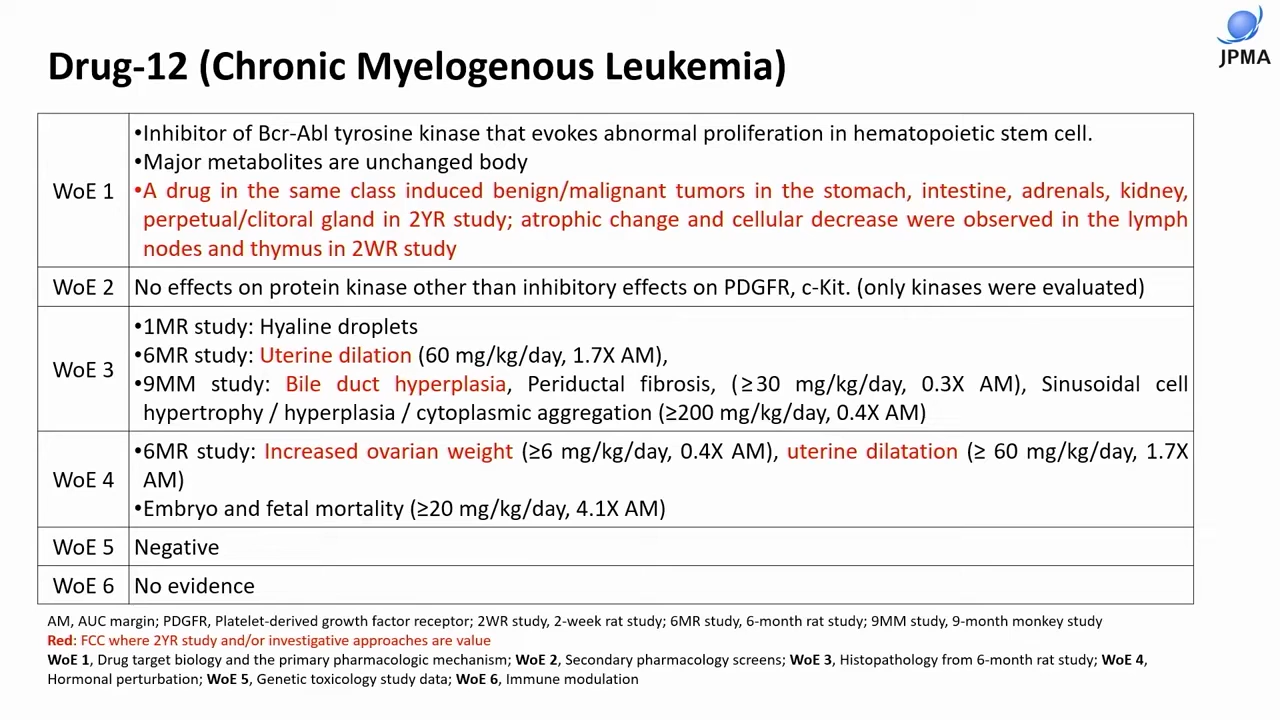 JPMA
Drug-12 (Chronic Myelogenous Leukemia)
WoE 1
•Inhibitor of Bcr-Abl tyrosine kinase that evokes abnormal proliferation in hematopoietic stem cell.
•Major metabolites are unchanged body
•A drug in the same class induced benign/malignant tumors in the stomach, intestine, adrenals, kidney,
perpetual/clitoral gland in 2YR study; atrophic change and cellular decrease were observed in the lymph
nodes and thymus in 2WR study
WoE 2
No effects on protein kinase other than inhibitory effects on PDGFR, c-Kit. (only kinases were evaluated)
WoE 3
•1MR study: Hyaline droplets
•6MR study: Uterine dilation (60 mg/kg/day, 1.7X AM),
•9MM study: Bile duct hyperplasia, Periductal fibrosis, (≥30 mg/kg/day, 0.3X AM), Sinusoidal cell
hypertrophy / hyperplasia / cytoplasmic aggregation (≥200 mg/kg/day, 0.4X AM)
WoE 4
•6MR study: Increased ovarian weight (≥6 mg/kg/day, 0.4X AM), uterine dilatation (≥ 60 mg/kg/day, 1.7X
AM)
•Embryo and fetal mortality (≥20 mg/kg/day, 4.1X AM)
WoE 5
Negative
WoE 6
No evidence
AM, AUC margin; PDGFR, Platelet-derived growth factor receptor; 2WR study, 2-week rat study; 6MR study, 6-month rat study; 9MM study, 9-month monkey study
Red: FCC where 2YR study and/or investigative approaches are value
WoE 1, Drug target biology and the primary pharmacologic mechanism; WoE 2, Secondary pharmacology screens; WoE 3, Histopathology from 6-month rat study; WoE 4,
Hormonal perturbation; WoE 5, Genetic toxicology study data; WoE 6, Immune modulation